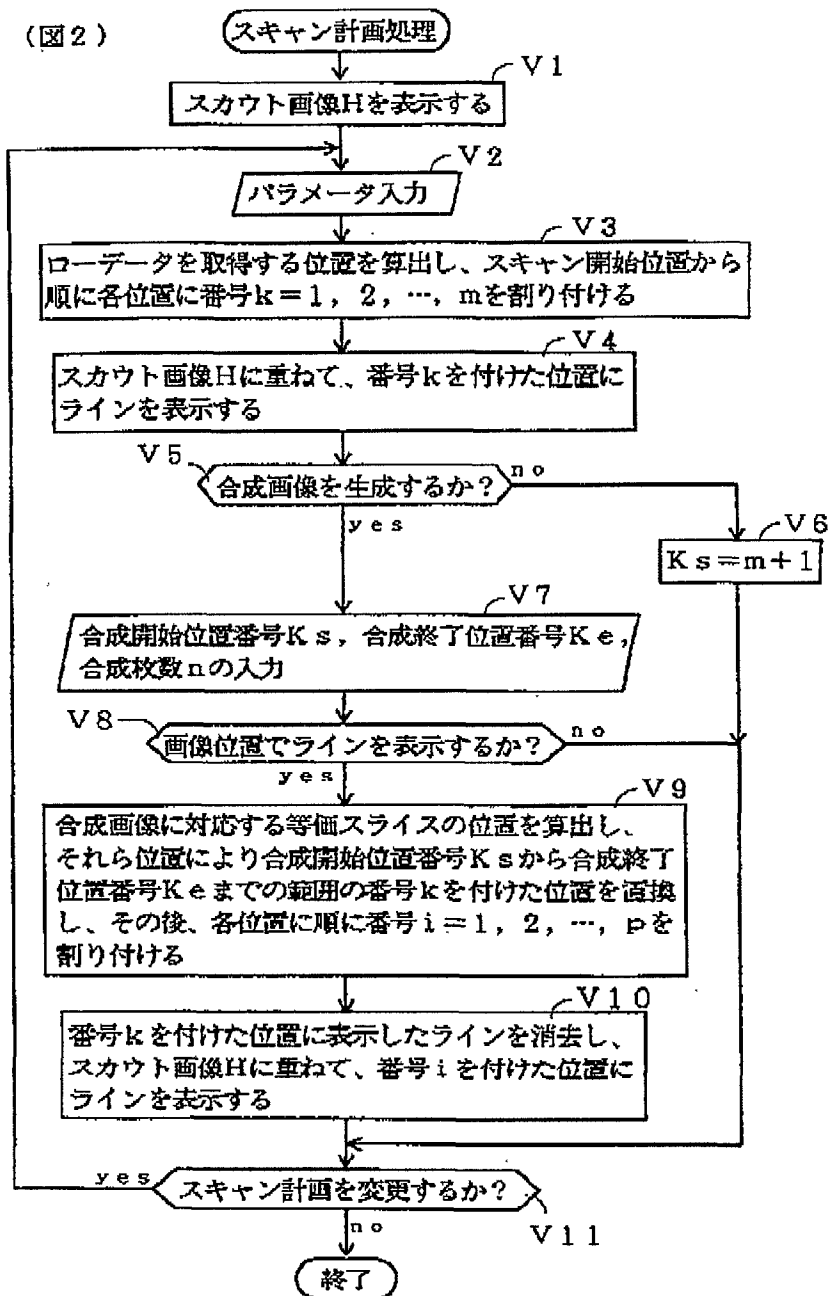 (図2)
スキャン計画処理
V1
スカウト画像Hを表示する
V2
パラメータ入力
V3
ローデータを取得する位置を算出し、スキャン開始位置から
順に各位置に番号k=1, 2, …, mを割り付ける
V4
スカウト画像Hに重ねて、番号kを付けた位置に
ラインを表示する
V5
合成画像を生成するか?
no
yes
V6
Ks=m+1
V7
合成開始位置番号Ks, 合成終了位置番号Ke,
合成枚数nの入力
V8
画像位置でラインを表示するか?
no
yes
V9
合成画像に対応する等価スライスの位置を算出し、
それら位置により合成開始位置番号Ksから合成終了
位置番号Keまでの範囲の番号kを付けた位置を置換
し、その後、各位置に順に番号i=1, 2, …, pを
割り付ける
V10
番号kを付けた位置に表示したラインを消去し、
スカウト画像Hに重ねて、番号iを付けた位置に
ラインを表示する
yes
スキャン計画を変更するか?
V11
no
終了